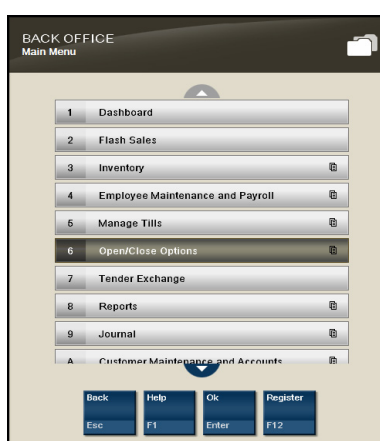 BACK OFFICE
Main Menu
1 Dashboard
2 Flash Sales
3 Inventory
4 Employee Maintenance and Payroll
5 Manage Tills
6 Open/Close Options
7 Tender Exchange
8 Reports
9 Journal
A Customer Maintenance and Accounts
Back Help Ok Register
Esc F1 Enter F12